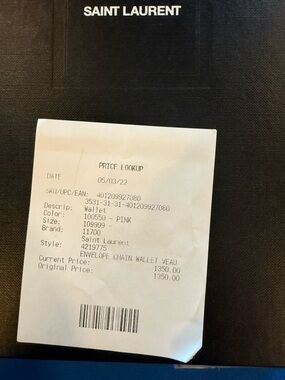 SAINT LAURENT
PRICE LOOKUP
DATE 05/03/22
SKU/UPC/EAN: 401209927080
3531-31-31-401209927080
Descrip: Wallet
Color: 100550 - PINK
Size: 109999 -
Brand: 11700
Saint Laurent
Style: 4219775
ENVELOPE CHAIN WALLET VEAU
Current Price: 1350.00
Original Price: 1350.00